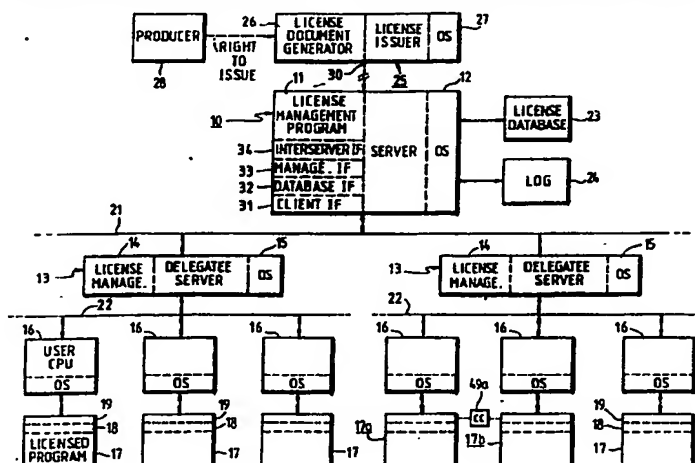 26
LICENSE DOCUMENT GENERATOR
LICENSE ISSUER
OS
27
PRODUCER
RIGHT TO ISSUE
28
30
25
11
12
10
LICENSE MANAGEMENT PROGRAM
SERVER
OS
LICENSE DATABASE
23
34
INTERSERVER IF
33
MANAGE. IF
32
DATABASE IF
31
CLIENT IF
LOG
24
21
14
15
14
15
13
LICENSE MANAGE.
DELEGATEE SERVER
OS
13
LICENSE MANAGE.
DELEGATEE SERVER
OS
22
22
16
16
16
16
16
16
USER CPU
OS
OS
OS
OS
OS
OS
49a
CC
19
18
LICENSED PROGRAM
17
19
18
17
17
17a
17b
19
18
17